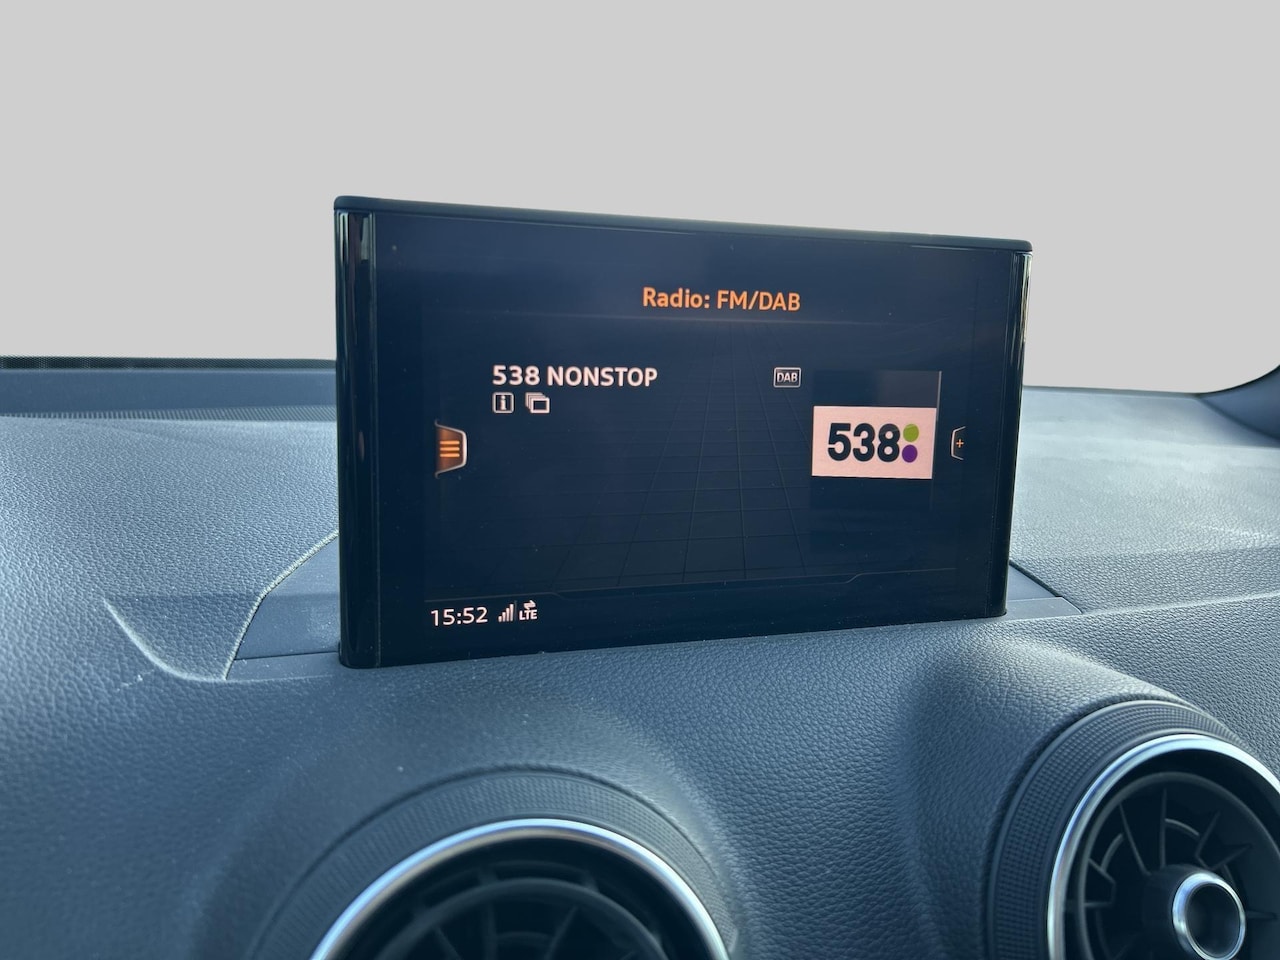 Radio: FM/DAB
538 NONSTOP
DAB
538
15:52 LTE
+